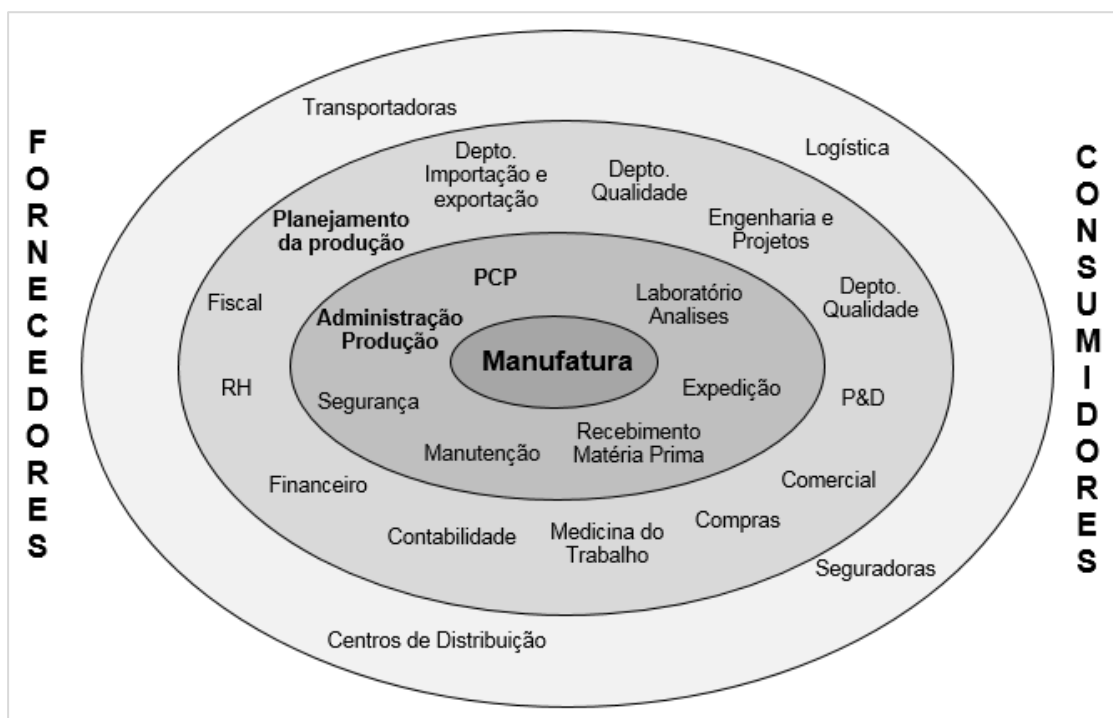 FORNECEDORES
Transportadoras
Logística
Depto.
Importação e
exportação
Depto.
Qualidade
Planejamento
da produção
Engenharia e
Projetos
Fiscal
PCP
Laboratório
Analises
Depto.
Qualidade
Administração
Produção
Manufatura
RH
Segurança
Expedição
P&D
Manutenção
Recebimento
Matéria Prima
Financeiro
Comercial
Contabilidade
Medicina do
Trabalho
Compras
Seguradoras
Centros de Distribuição
CONSUMIDORES